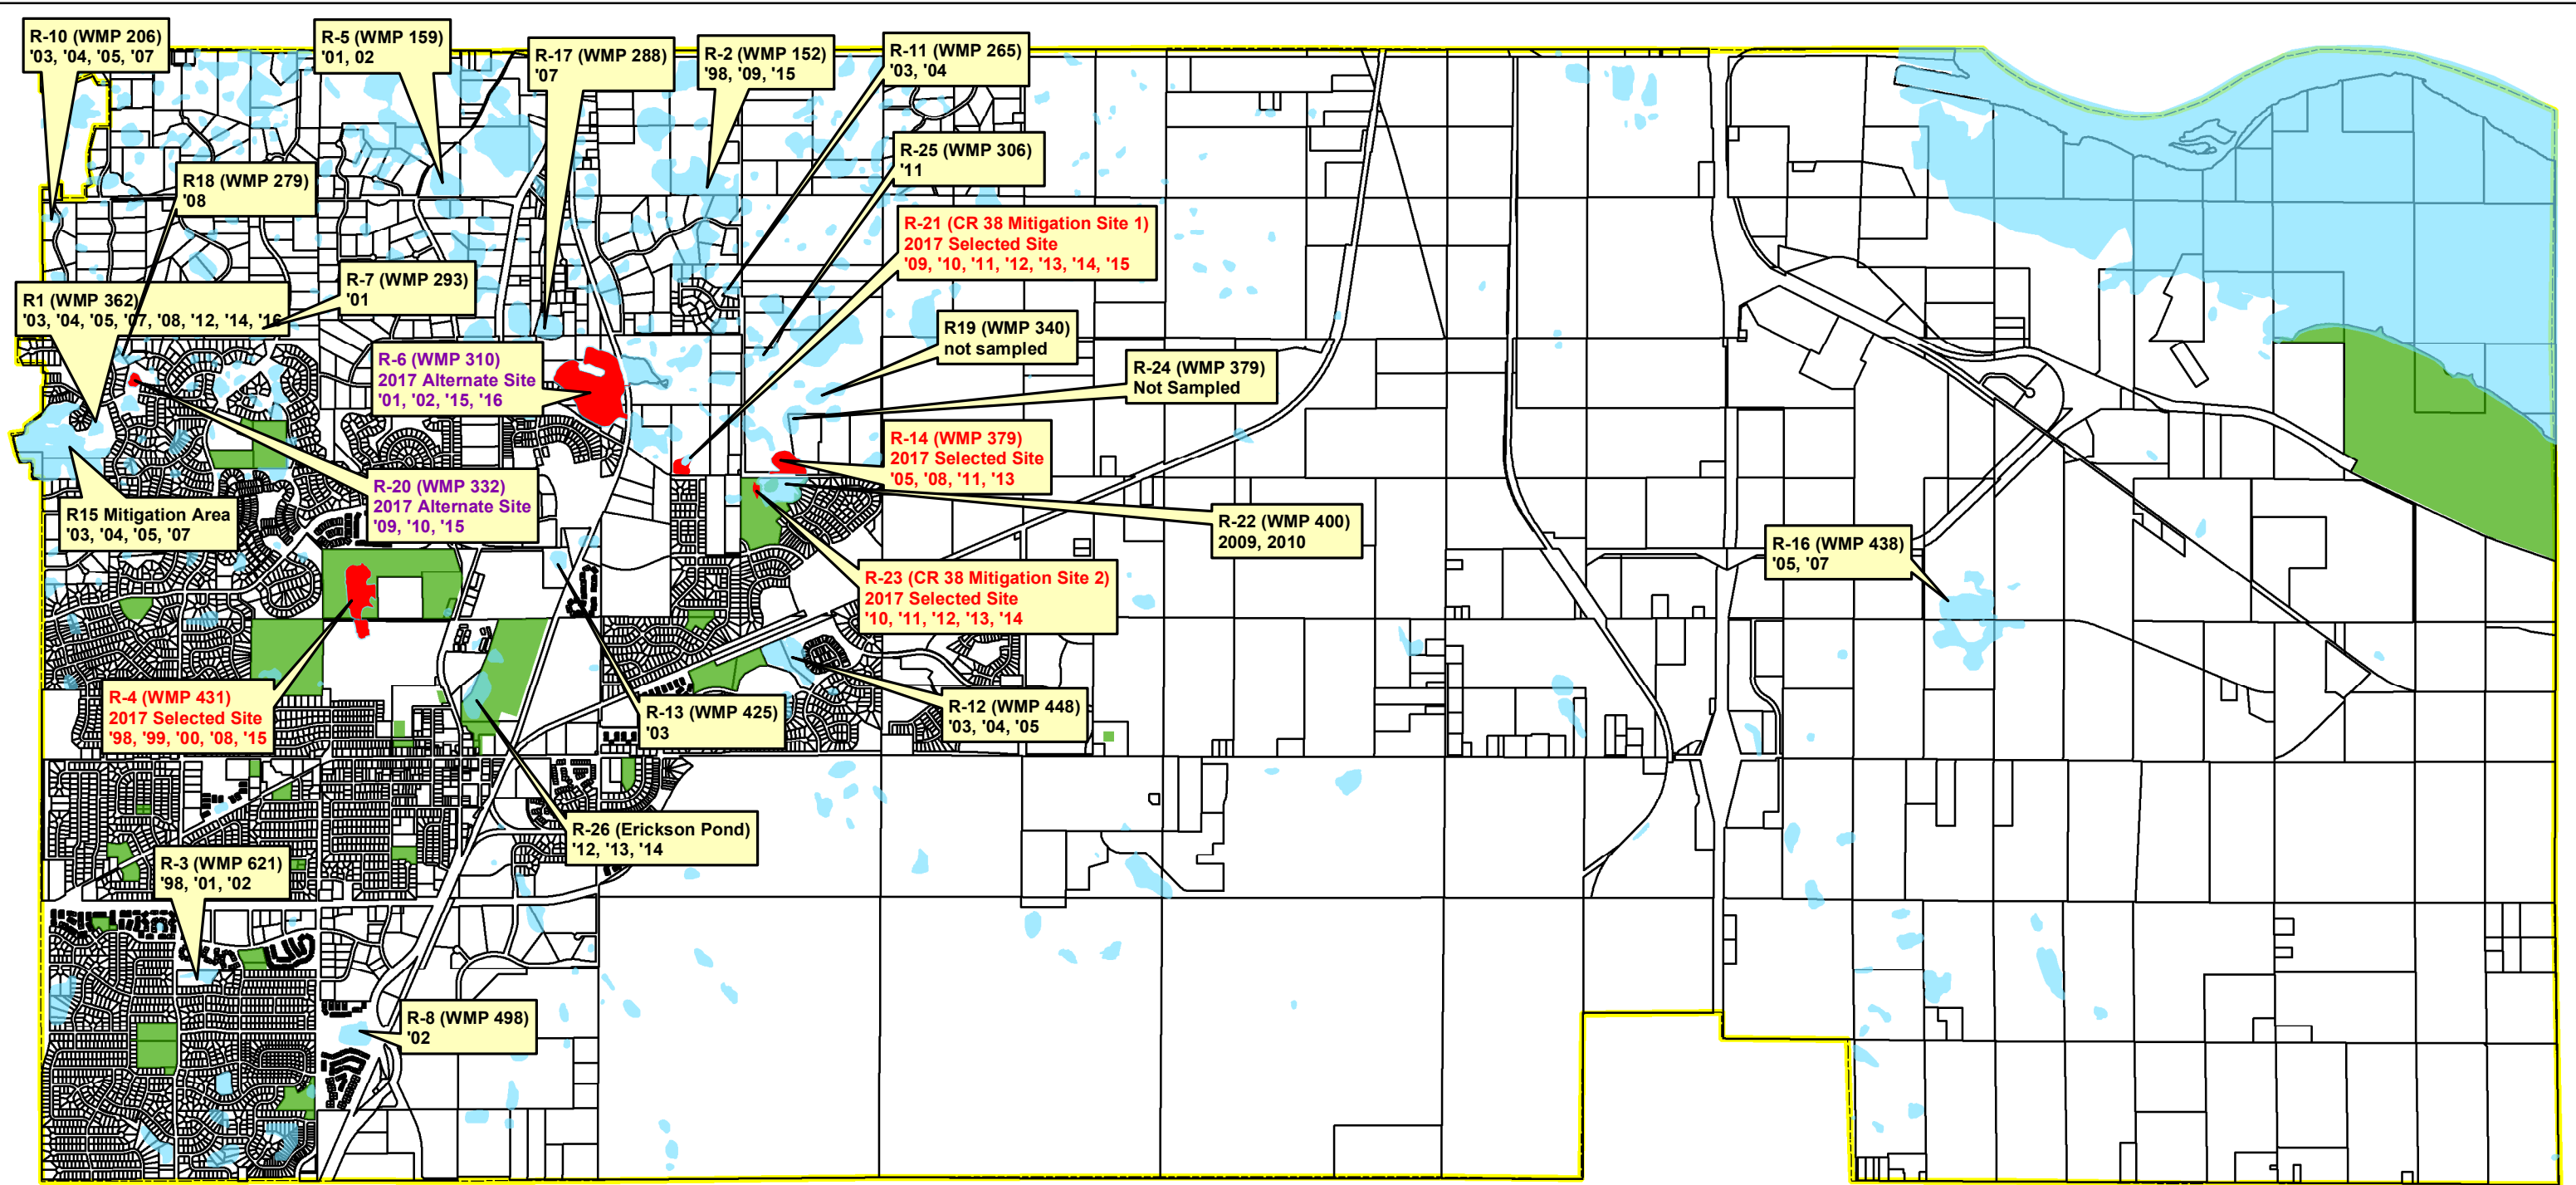 R-10 (WMP 206)
'03, '04, '05, '07
R-5 (WMP 159)
'01, 02
R-17 (WMP 288)
'07
R-2 (WMP 152)
'98, '09, '15
R-11 (WMP 265)
'03, '04
R-25 (WMP 306)
'11
R18 (WMP 279)
'08
R-21 (CR 38 Mitigation Site 1)
2017 Selected Site
'09, '10, '11, '12, '13, '14, '15
R-7 (WMP 293)
'01
R1 (WMP 362)
'03, '04, '05, '07, '08, '12, '14, '16
R19 (WMP 340)
not sampled
R-6 (WMP 310)
2017 Alternate Site
'01, '02, '15, '16
R-24 (WMP 379)
Not Sampled
R-14 (WMP 379)
2017 Selected Site
'05, '08, '11, '13
R-20 (WMP 332)
2017 Alternate Site
'09, '10, '15
R15 Mitigation Area
'03, '04, '05, '07
R-22 (WMP 400)
2009, 2010
R-16 (WMP 438)
'05, '07
R-23 (CR 38 Mitigation Site 2)
2017 Selected Site
'10, '11, '12, '13, '14
R-4 (WMP 431)
2017 Selected Site
'98, '99, '00, '08, '15
R-13 (WMP 425)
'03
R-12 (WMP 448)
'03, '04, '05
R-26 (Erickson Pond)
'12, '13, '14
R-3 (WMP 621)
'98, '01, '02
R-8 (WMP 498)
'02